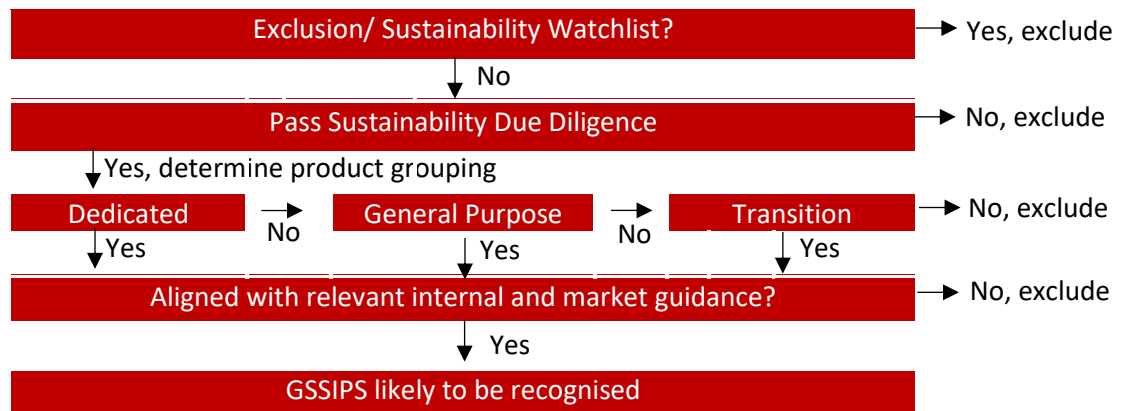 Exclusion/ Sustainability Watchlist?
Yes, exclude
No
Pass Sustainability Due Diligence
No, exclude
Yes, determine product grouping
Dedicated
No
General Purpose
No
Transition
No, exclude
Yes
Yes
Yes
Aligned with relevant internal and market guidance?
No, exclude
Yes
GSSIPS likely to be recognised